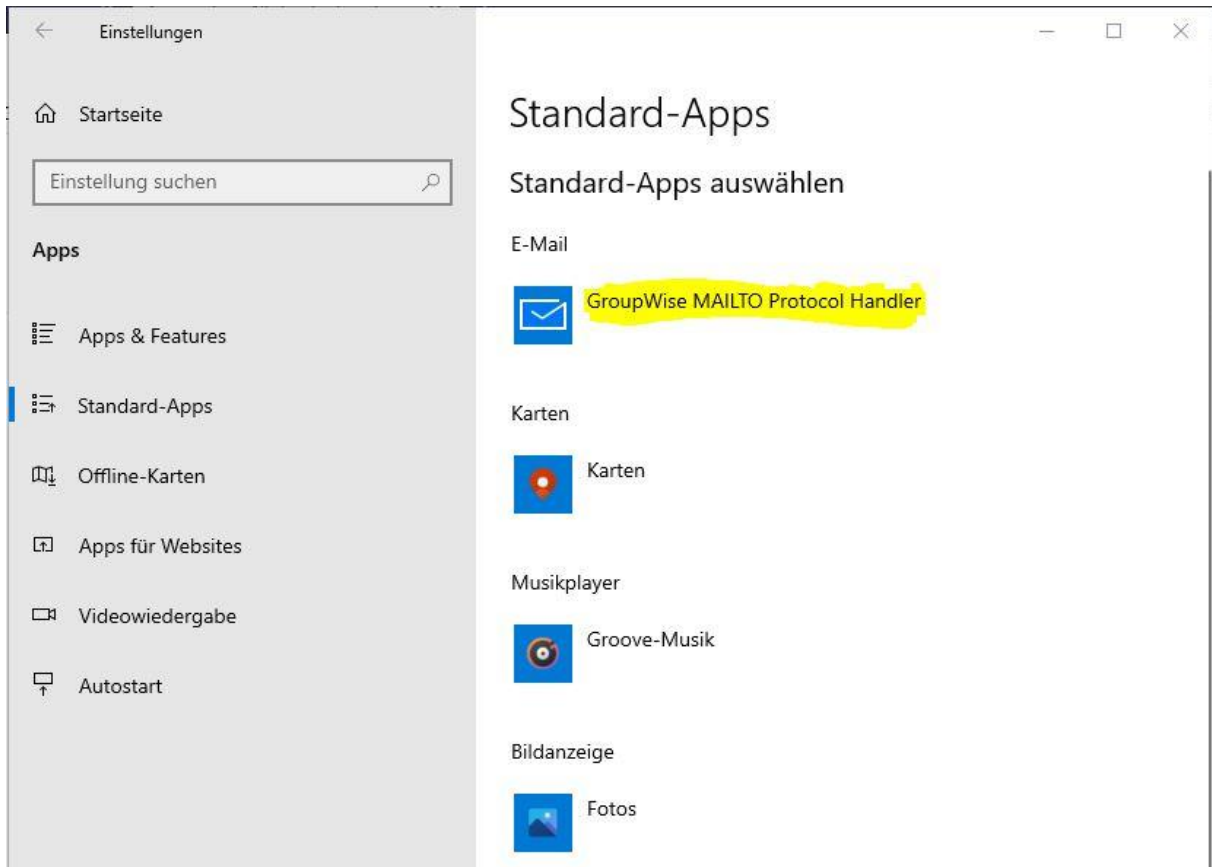 Einstellungen
Startseite
Einstellung suchen
Apps
Apps & Features
Standard-Apps
Offline-Karten
Apps für Websites
Videowiedergabe
Autostart
Standard-Apps
Standard-Apps auswählen
E-Mail
GroupWise MAILTO Protocol Handler
Karten
Karten
Musikplayer
Groove-Musik
Bildanzeige
Fotos